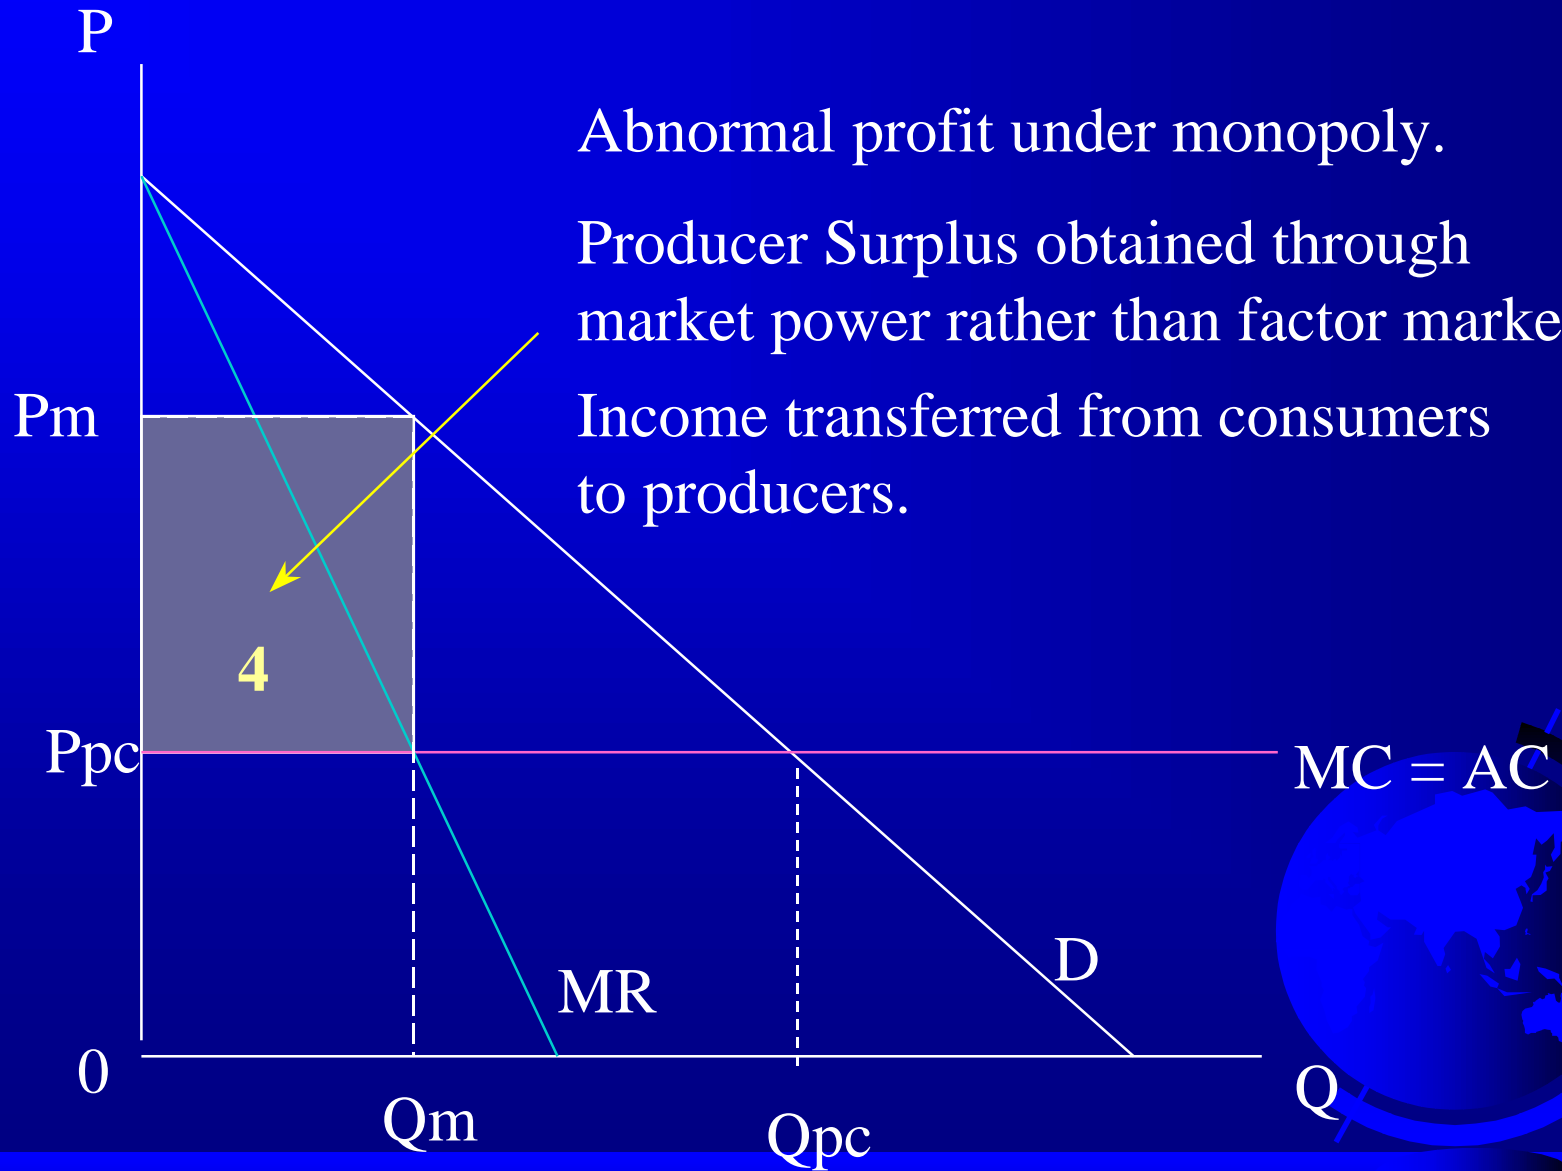 P
Abnormal profit under monopoly.
Producer Surplus obtained through
market power rather than factor marke
Pm
Income transferred from consumers
to producers.
4
Ppc
MC = AC
D
MR
0
Q
Qm
Qpc